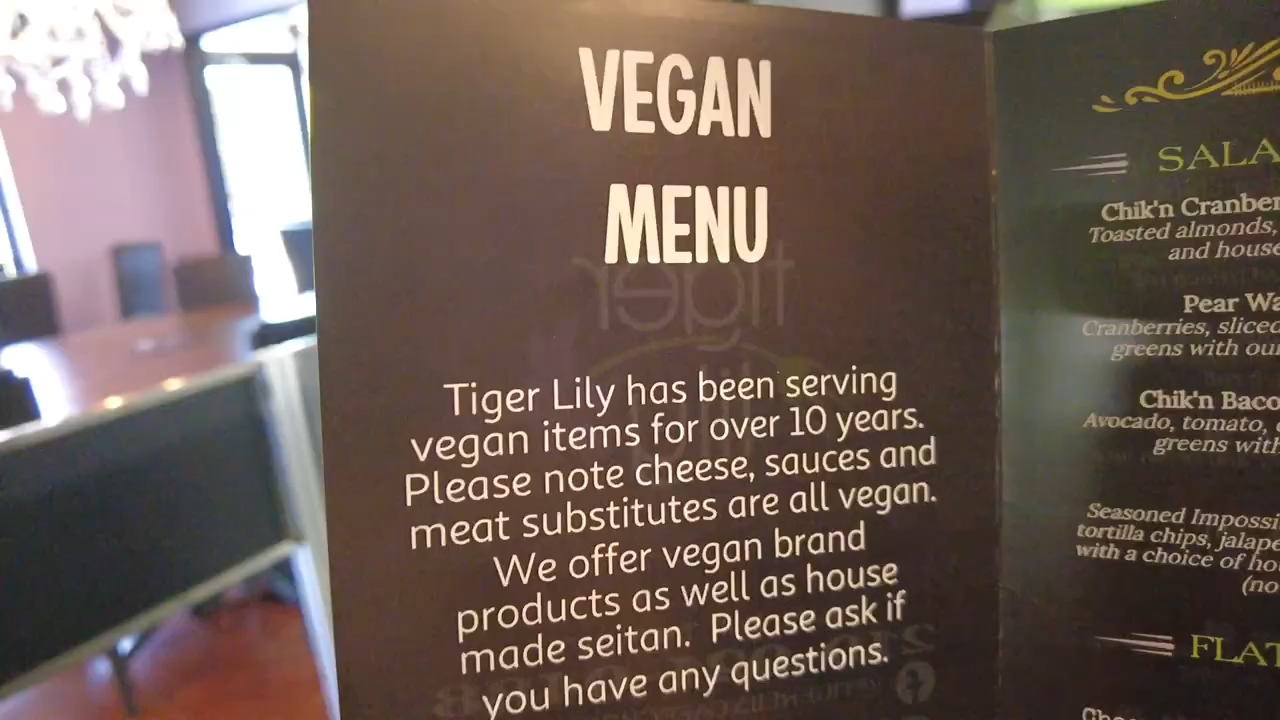 VEGAN
MENU
Tiger Lily has been serving
vegan items for over 10 years.
Please note cheese, sauces and
meat substitutes are all vegan.
We offer vegan brand
products as well as house
made seitan. Please ask if
you have any questions.
SALA
Chik'n Cranber
Toasted almonds,
and house
Pear Wa
Cranberries, sliced
greens with our
Chik'n Baco
Avocado, tomato,
greens with
Seasoned Impossi
tortilla chips, jalape
with a choice of ho
(no
FLAT